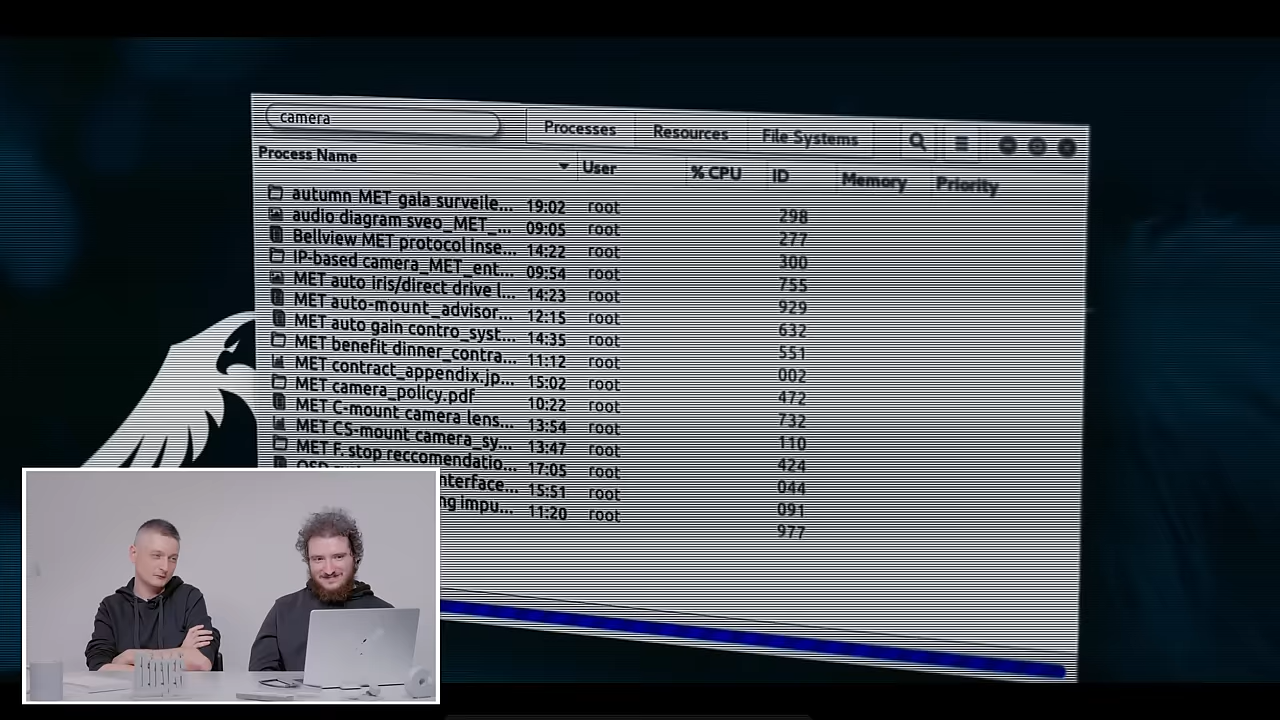 camera
Processes Resources File Systems
Process Name User % CPU ID Memory Priority
autumn MET gala surveile... 19:02 root 298
audio diagram sveo_MET_... 09:05 root 277
Bellview MET protocol inse... 14:22 root 300
IP-based camera_MET_ent... 09:54 root 755
MET auto iris/direct drive l... 14:23 root 929
MET auto-mount_advisor... 12:15 root 632
MET auto gain contro_syst... 14:35 root 551
MET benefit dinner_contra... 11:12 root 002
MET contract_appendix.jp... 15:02 root 472
MET camera_policy.pdf 10:22 root 732
MET C-mount camera lens... 13:54 root 110
MET CS-mount camera_sy... 13:47 root 424
MET F. stop reccomendatio... 17:05 root 044
nterface... 15:51 root 091
ng impu... 11:20 root 977